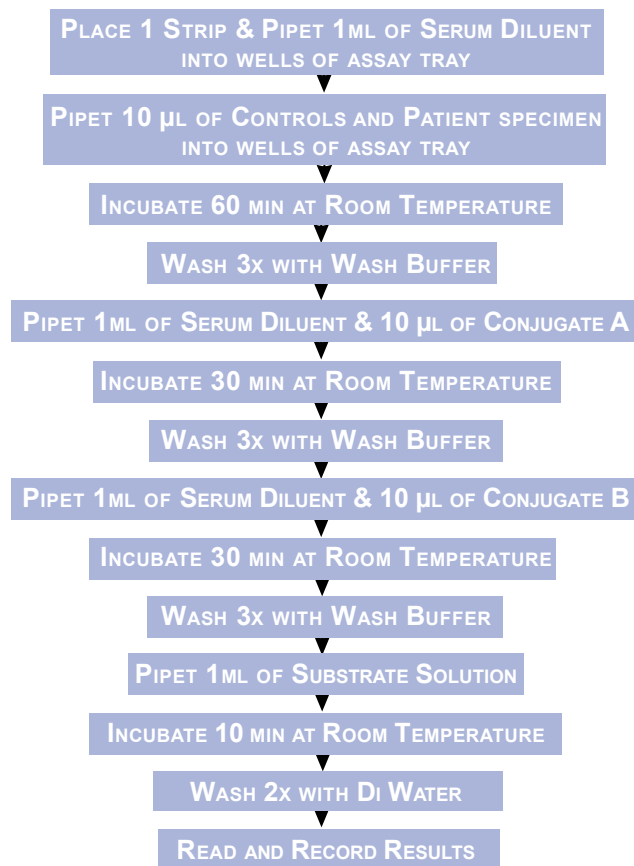 Place 1 Strip & Pipet 1ml of Serum Diluent
into wells of assay tray
Pipet 10 µl of Controls and Patient specimen
into wells of assay tray
Incubate 60 min at Room Temperature
Wash 3x with Wash Buffer
Pipet 1ml of Serum Diluent & 10 µl of Conjugate A
Incubate 30 min at Room Temperature
Wash 3x with Wash Buffer
Pipet 1ml of Serum Diluent & 10 µl of Conjugate B
Incubate 30 min at Room Temperature
Wash 3x with Wash Buffer
Pipet 1ml of Substrate Solution
Incubate 10 min at Room Temperature
Wash 2x with Di Water
Read and Record Results